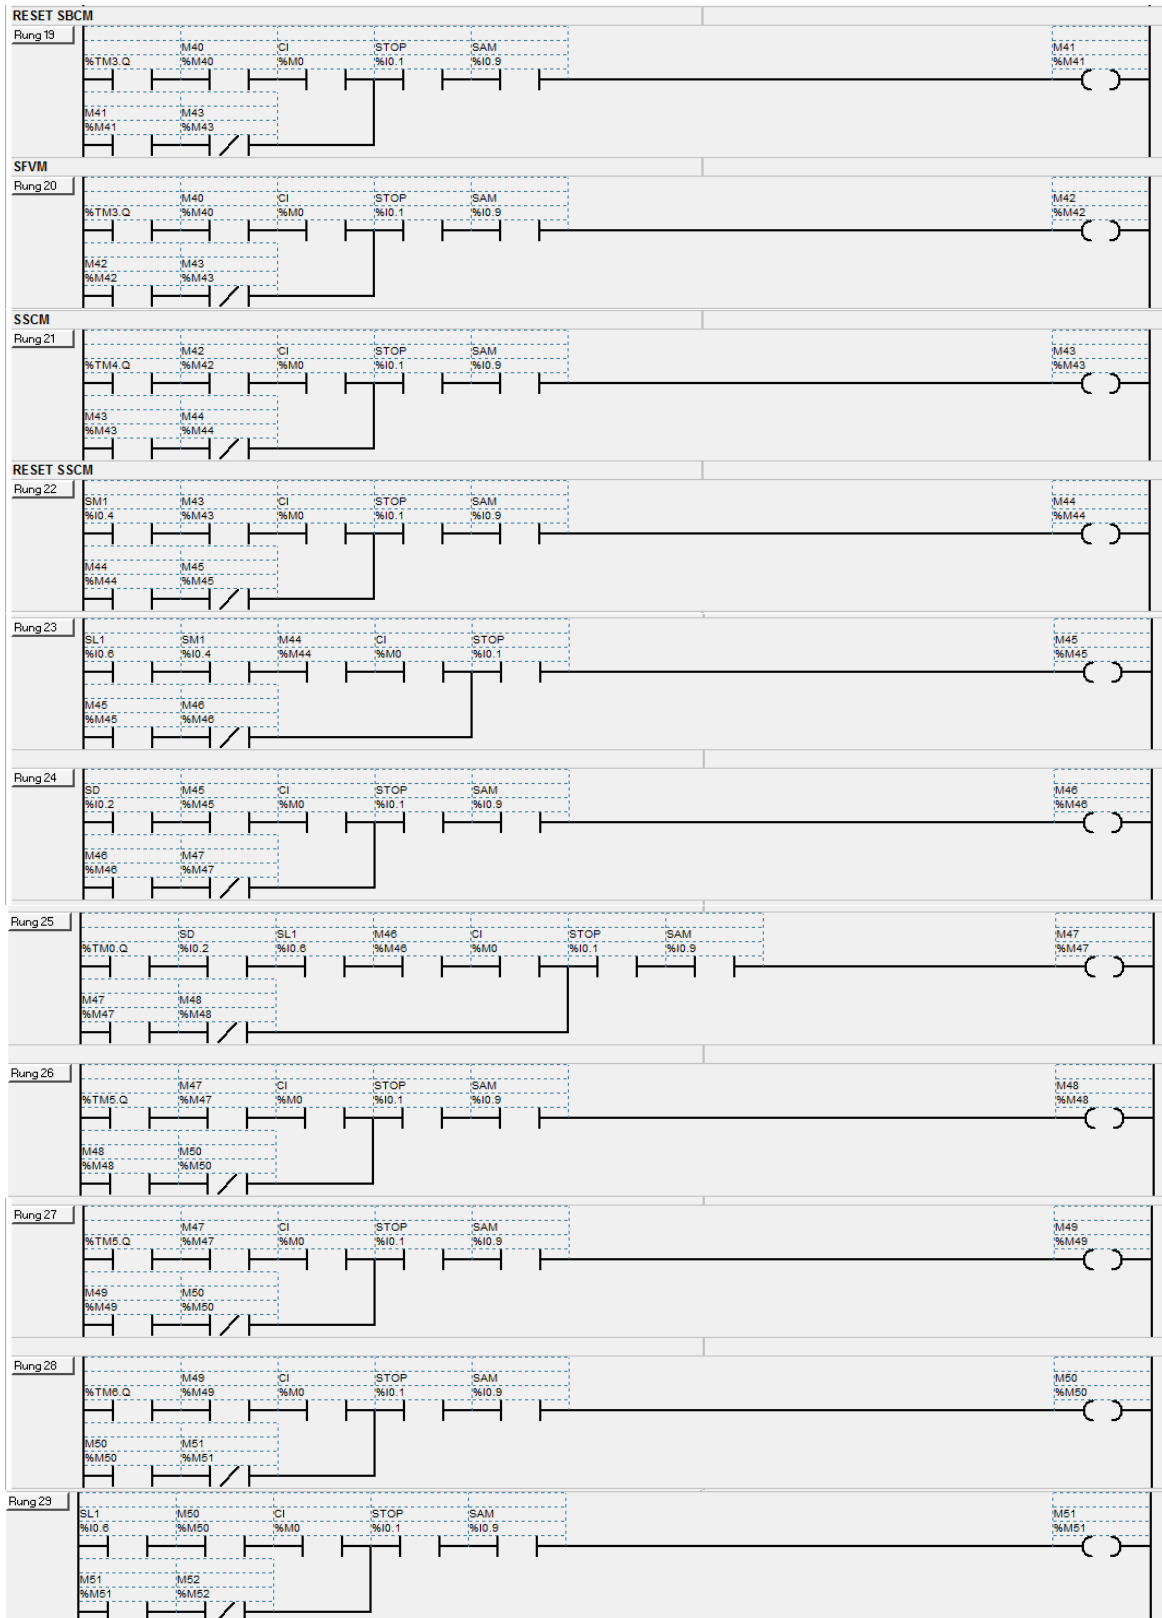 RESET SBCM
Rung 19
M40 CI STOP SAM M41
%TM3.Q %M40 %M0 %I0.1 %I0.9 %M41
M41 M43
%M41 %M43
SFVM
Rung 20
M40 CI STOP SAM M42
%TM3.Q %M40 %M0 %I0.1 %I0.9 %M42
M42 M43
%M42 %M43
SSCM
Rung 21
M42 CI STOP SAM M43
%TM4.Q %M42 %M0 %I0.1 %I0.9 %M43
M43 M44
%M43 %M44
RESET SSCM
Rung 22
SM1 M43 CI STOP SAM M44
%I0.4 %M43 %M0 %I0.1 %I0.9 %M44
M44 M45
%M44 %M45
Rung 23
SL1 SM1 M44 CI STOP M45
%I0.6 %I0.4 %M44 %M0 %I0.1 %M45
M45 M46
%M45 %M46
Rung 24
SD M45 CI STOP SAM M46
%I0.2 %M45 %M0 %I0.1 %I0.9 %M46
M46 M47
%M46 %M47
Rung 25
SD SL1 M46 CI STOP SAM M47
%TM0.Q %I0.2 %I0.6 %M46 %M0 %I0.1 %I0.9 %M47
M47 M48
%M47 %M48
Rung 26
M47 CI STOP SAM M48
%TM5.Q %M47 %M0 %I0.1 %I0.9 %M48
M48 M50
%M48 %M50
Rung 27
M47 CI STOP SAM M49
%TM5.Q %M47 %M0 %I0.1 %I0.9 %M49
M49 M50
%M49 %M50
Rung 28
M49 CI STOP SAM M50
%TM6.Q %M49 %M0 %I0.1 %I0.9 %M50
M50 M51
%M50 %M51
Rung 29
SL1 M50 CI STOP SAM M51
%I0.6 %M50 %M0 %I0.1 %I0.9 %M51
M51 M52
%M51 %M52